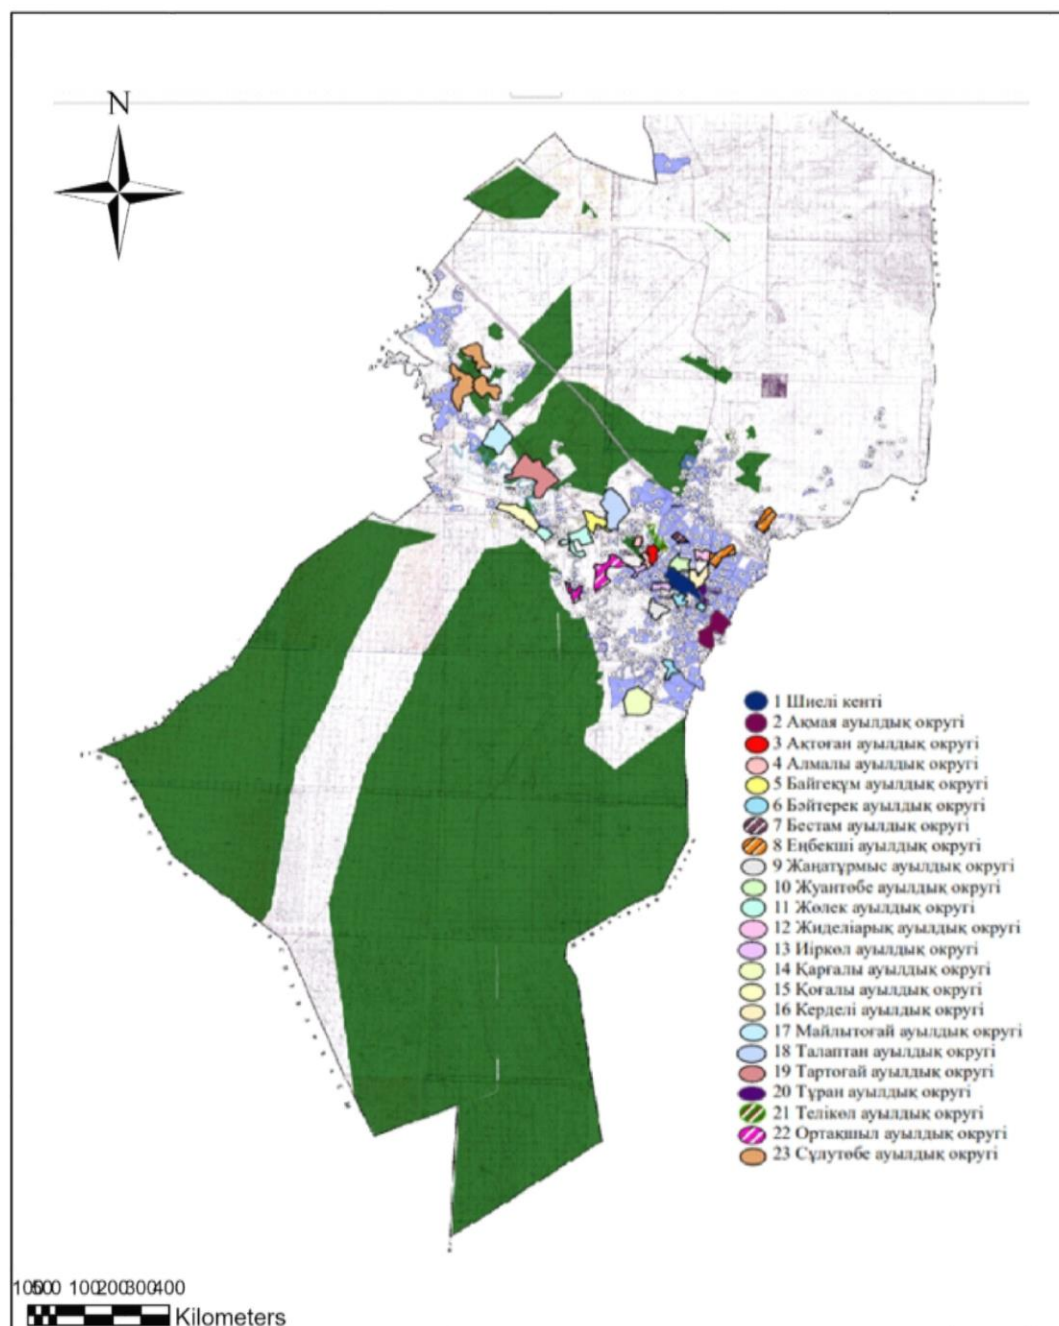 N
1 Шиелі кенті
2 Ақмая ауылдық округі
3 Ақтоған ауылдық округі
4 Алмалы ауылдық округі
5 Байгеқұм ауылдық округі
6 Бәйтерек ауылдық округі
7 Бестам ауылдық округі
8 Еңбекші ауылдық округі
9 Жаңатұрмыс ауылдық округі
10 Жуантөбе ауылдық округі
11 Жөлек ауылдық округі
12 Жиделіарық ауылдық округі
13 Иіркөл ауылдық округі
14 Қарғалы ауылдық округі
15 Қоғалы ауылдық округі
16 Керделі ауылдық округі
17 Майлытоғай ауылдық округі
18 Талаптан ауылдық округі
19 Тартоғай ауылдық округі
20 Тұран ауылдық округі
21 Телікөл ауылдық округі
22 Ортақшыл ауылдық округі
23 Сұлутөбе ауылдық округі
100200300400
Kilometers